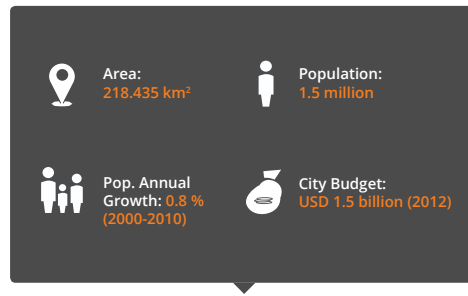 Area:
218.435 km²
Population:
1.5 million
Pop. Annual
Growth: 0.8 %
(2000-2010)
City Budget:
USD 1.5 billion (2012)